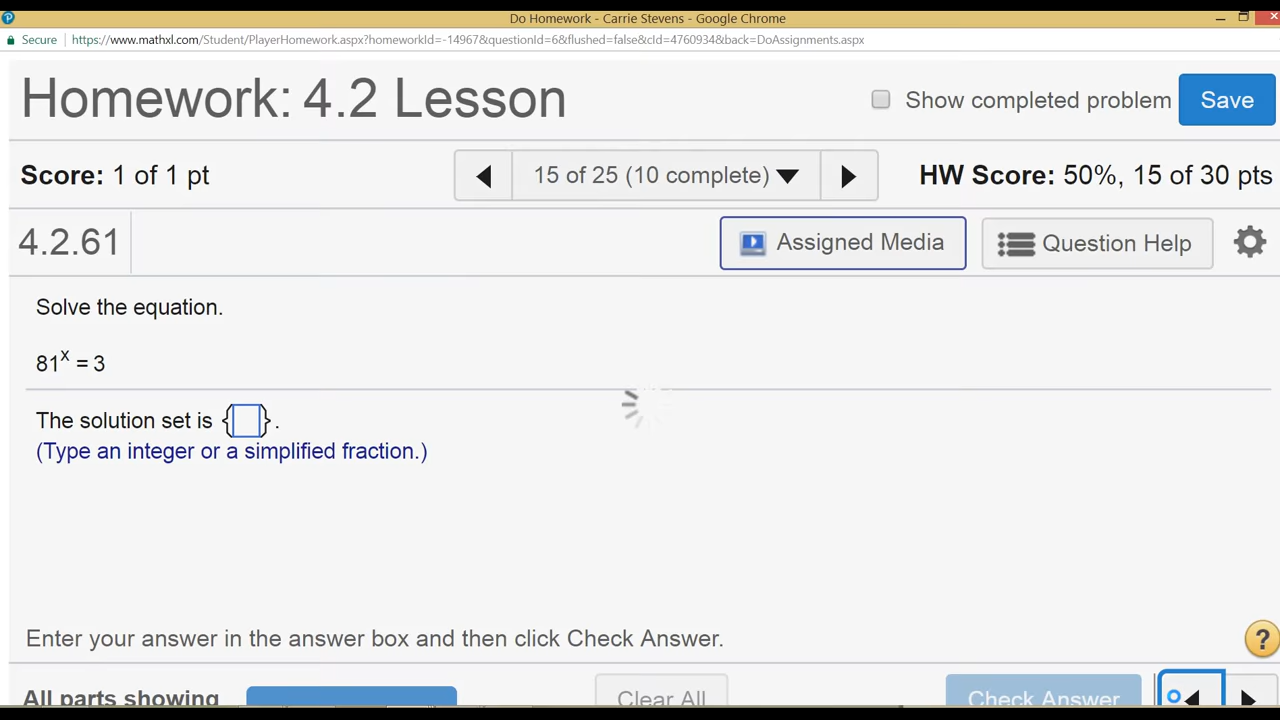 Do Homework - Carrie Stevens - Google Chrome
Secure | https://www.mathxl.com/Student/PlayerHomework.aspx?homeworkId=-14967&questionId=6&flushed=false&cId=4760934&back=DoAssignments.aspx
Homework: 4.2 Lesson
Show completed problem
Save
Score: 1 of 1 pt
15 of 25 (10 complete)
HW Score: 50%, 15 of 30 pts
4.2.61
Assigned Media
Question Help
Solve the equation.
81^x = 3
The solution set is { }.
(Type an integer or a simplified fraction.)
Enter your answer in the answer box and then click Check Answer.
?
All parts showing
Clear All
Check Answer